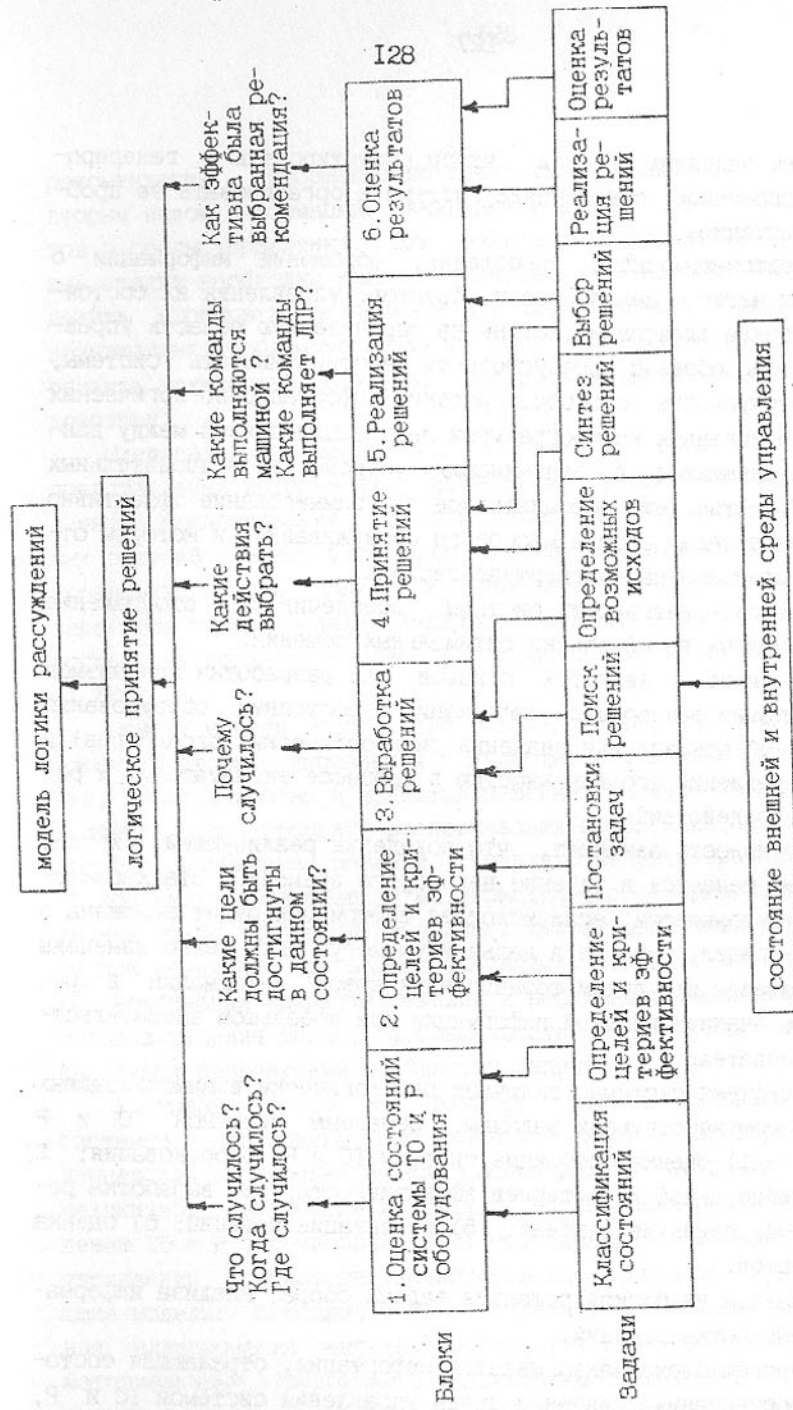 I28
модель логики рассуждений
логическое принятие решений
Что случилось?
Когда случилось?
Где случилось?
Какие цели
должны быть
достигнуты
в данном
состоянии?
Почему
случилось?
Какие
действия
выбрать?
Какие команды
выполняются
машиной ?
Какие команды
выполняет ЛПР?
Как эффек-
тивна была
выбранная ре-
комендация?
Блоки
1. Оценка состояний
системы ПО и Р
оборудования
2. Определение
целей и кри-
териев эф-
фективности
3. Выработка
решений
4. Принятие
решений
5. Реализация
решений
6. Оценка
результатов
Задачи
Классификация
состояний
Определение
целей и кри
териев эф-
фективности
Постановки
задач
Поиск
решений
Определение
возможных
исходов
Синтез
решений
Выбор
решений
Реализа-
ция ре-
шений
Оценка
резуль-
татов
состояние внешней и внутренней среды управления